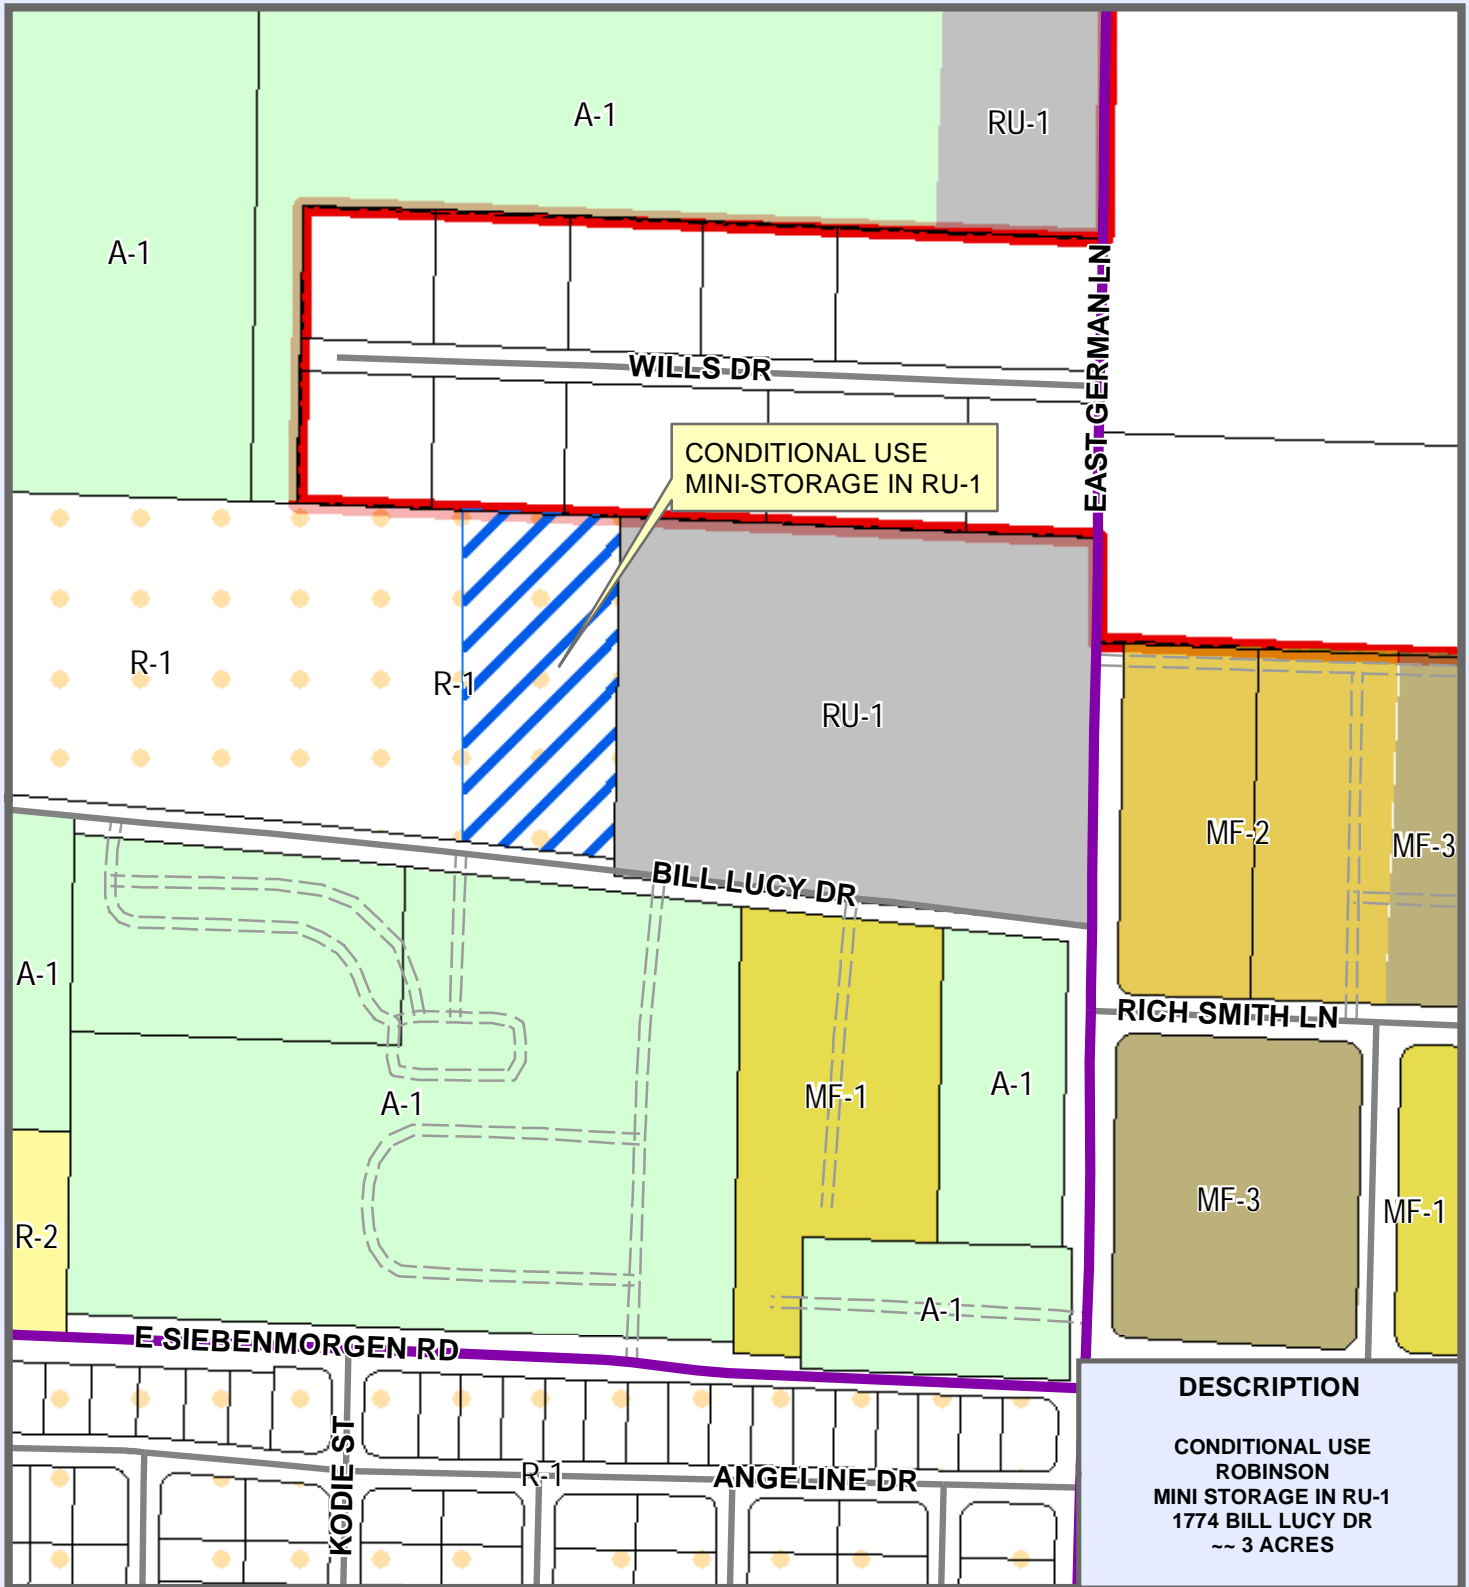 A-1
RU-1
A-1
WILLS DR
EAST GERMAN LN
CONDITIONAL USE
MINI-STORAGE IN RU-1
R-1
R-1
RU-1
MF-2
MF-3
BILL LUCY DR
A-1
RICH SMITH LN
A-1
MF-1
A-1
MF-3
MF-1
R-2
A-1
E SIEBENMORGEN RD
KODIE ST
R-1
ANGELINE DR
DESCRIPTION
CONDITIONAL USE
ROBINSON
MINI STORAGE IN RU-1
1774 BILL LUCY DR
~~ 3 ACRES